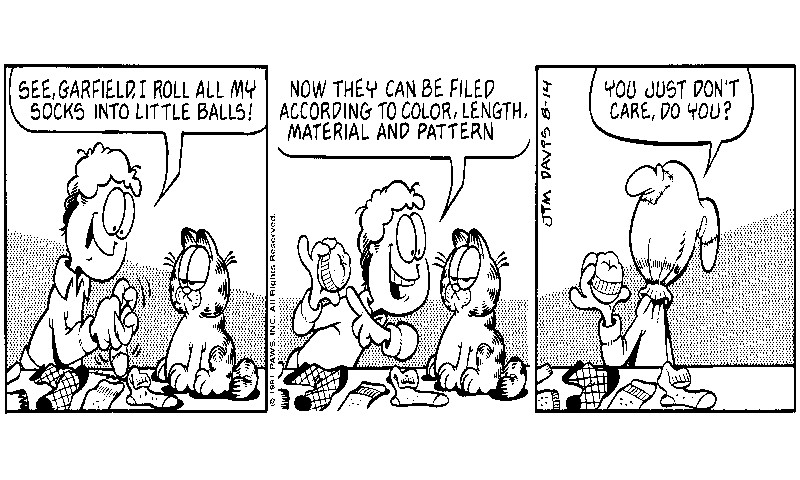 SEE, GARFIELD, I ROLL ALL MY
SOCKS INTO LITTLE BALLS!
NOW THEY CAN BE FILED
ACCORDING TO COLOR, LENGTH,
MATERIAL AND PATTERN
YOU JUST DON'T
CARE, DO YOU?
JIM DAVIS 8-14
© 1981 PAWS, INC. All Rights Reserved.